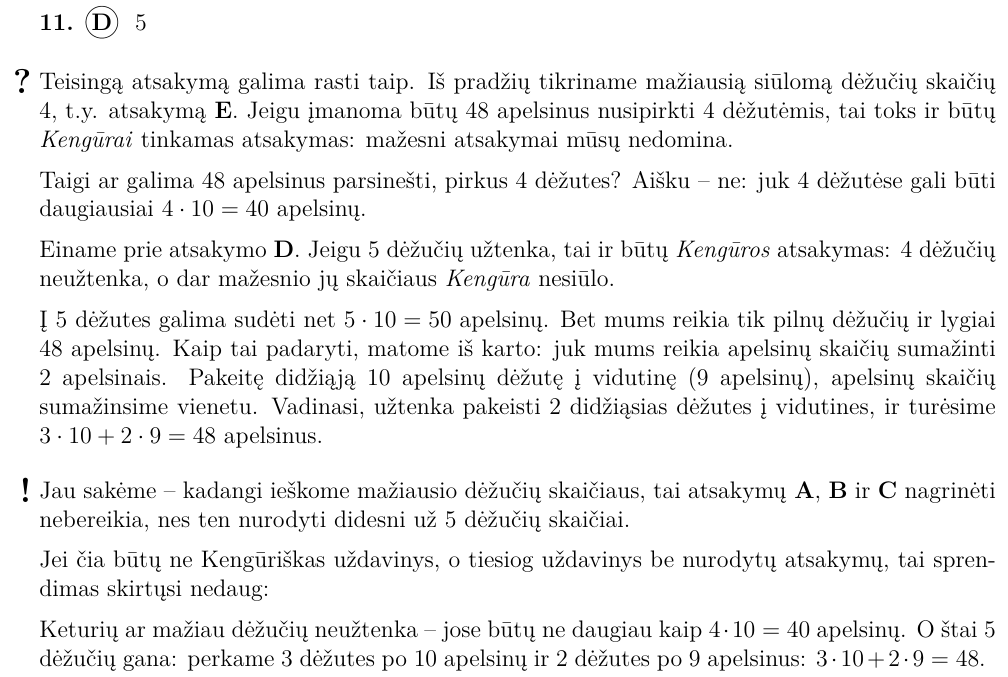 11. D 5
? Teisingą atsakymą galima rasti taip. Iš pradžių tikriname mažiausią siūlomą dėžučių skaičių
4, t.y. atsakymą E. Jeigu įmanoma būtų 48 apelsinus nusipirkti 4 dėžutėmis, tai toks ir būtų
Kengūrai tinkamas atsakymas: mažesni atsakymai mūsų nedomina.
Taigi ar galima 48 apelsinus parsinešti, pirkus 4 dėžutes? Aišku – ne: juk 4 dėžutėse gali būti
daugiausiai 4 · 10 = 40 apelsinų.
Einame prie atsakymo D. Jeigu 5 dėžučių užtenka, tai ir būtų Kengūros atsakymas: 4 dėžučių
neužtenka, o dar mažesnio jų skaičiaus Kengūra nesiūlo.
Į 5 dėžutes galima sudėti net 5 · 10 = 50 apelsinų. Bet mums reikia tik pilnų dėžučių ir lygiai
48 apelsinų. Kaip tai padaryti, matome iš karto: juk mums reikia apelsinų skaičių sumažinti
2 apelsinais. Pakeitę didžiąją 10 apelsinų dėžutę į vidutinę (9 apelsinų), apelsinų skaičių
sumažinsime vienetu. Vadinasi, užtenka pakeisti 2 didžiąsias dėžutes į vidutines, ir turėsime
3 · 10 + 2 · 9 = 48 apelsinus.
! Jau sakėme – kadangi ieškome mažiausio dėžučių skaičiaus, tai atsakymų A, B ir C nagrinėti
nebereikia, nes ten nurodyti didesni už 5 dėžučių skaičiai.
Jei čia būtų ne Kengūriškas uždavinys, o tiesiog uždavinys be nurodytų atsakymų, tai spren-
dimas skirtųsi nedaug:
Keturių ar mažiau dėžučių neužtenka – jose būtų ne daugiau kaip 4 · 10 = 40 apelsinų. O štai 5
dėžučių gana: perkame 3 dėžutes po 10 apelsinų ir 2 dėžutes po 9 apelsinus: 3 · 10 + 2 · 9 = 48.